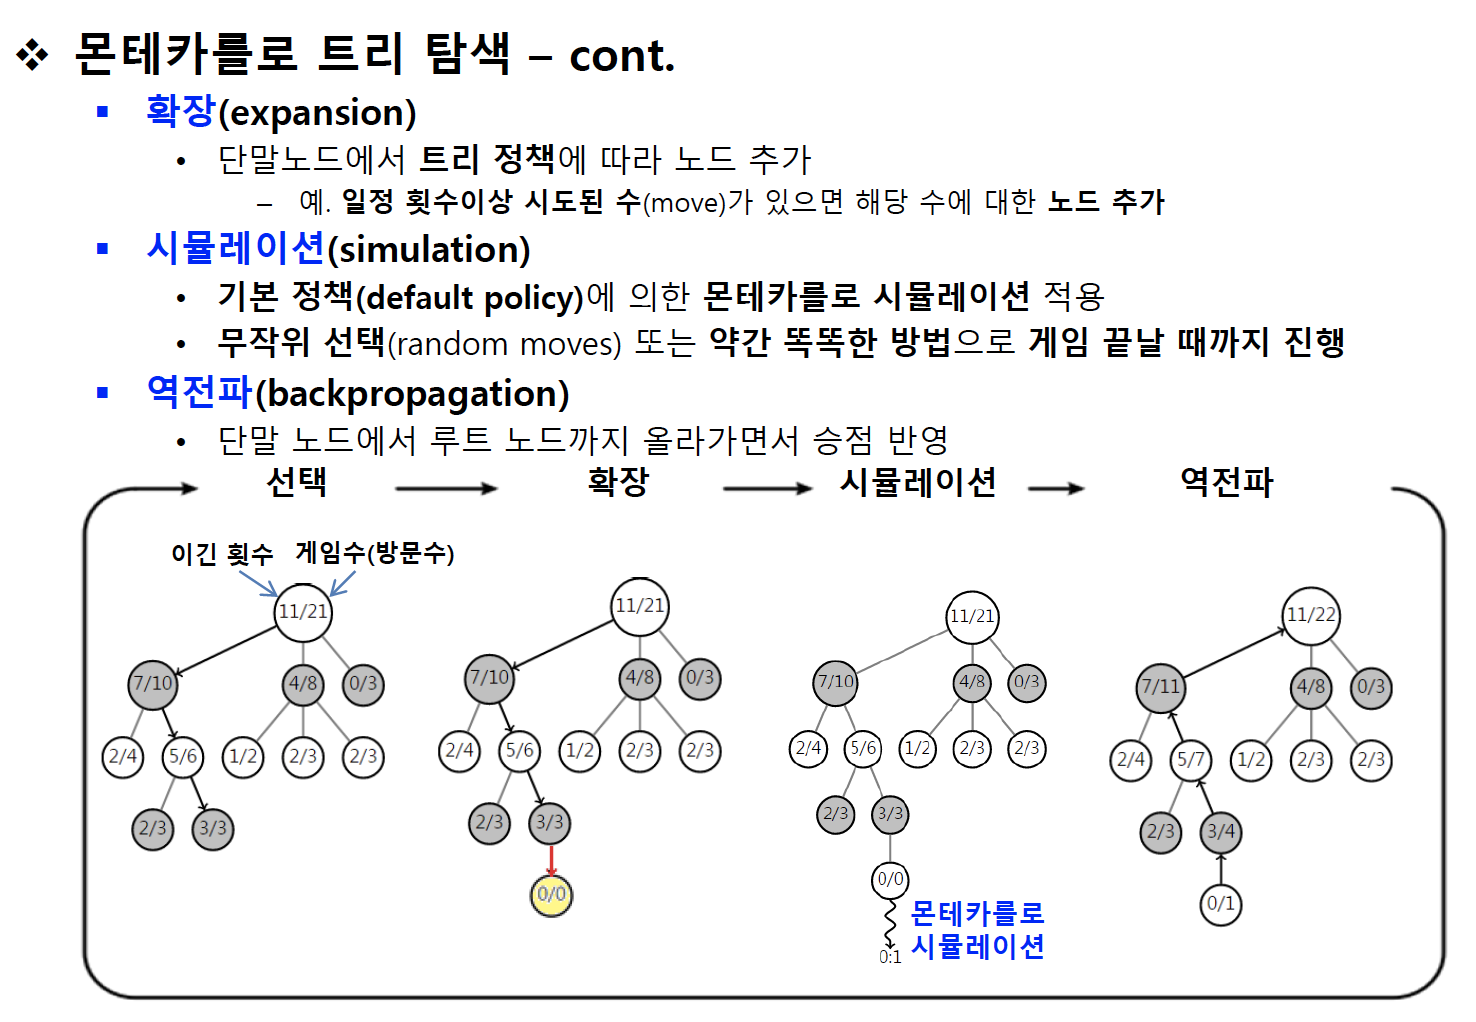 ❖ 몬테카를로 트리 탐색 – cont.
▪ 확장(expansion)
• 단말노드에서 트리 정책에 따라 노드 추가
– 예. 일정 횟수이상 시도된 수(move)가 있으면 해당 수에 대한 노드 추가
▪ 시뮬레이션(simulation)
• 기본 정책(default policy)에 의한 몬테카를로 시뮬레이션 적용
• 무작위 선택(random moves) 또는 약간 똑똑한 방법으로 게임 끝날 때까지 진행
▪ 역전파(backpropagation)
• 단말 노드에서 루트 노드까지 올라가면서 승점 반영
선택 확장 시뮬레이션 역전파
이긴 횟수 게임수(방문수)
11/21
7/10 4/8 0/3
2/4 5/6 1/2 2/3 2/3
2/3 3/3
11/21
7/10 4/8 0/3
2/4 5/6 1/2 2/3 2/3
2/3 3/3
0/0
11/21
7/10 4/8 0/3
2/4 5/6 1/2 2/3 2/3
2/3 3/3
0/0
몬테카를로
시뮬레이션
0:1
11/22
7/11 4/8 0/3
2/4 5/7 1/2 2/3 2/3
2/3 3/4
0/1